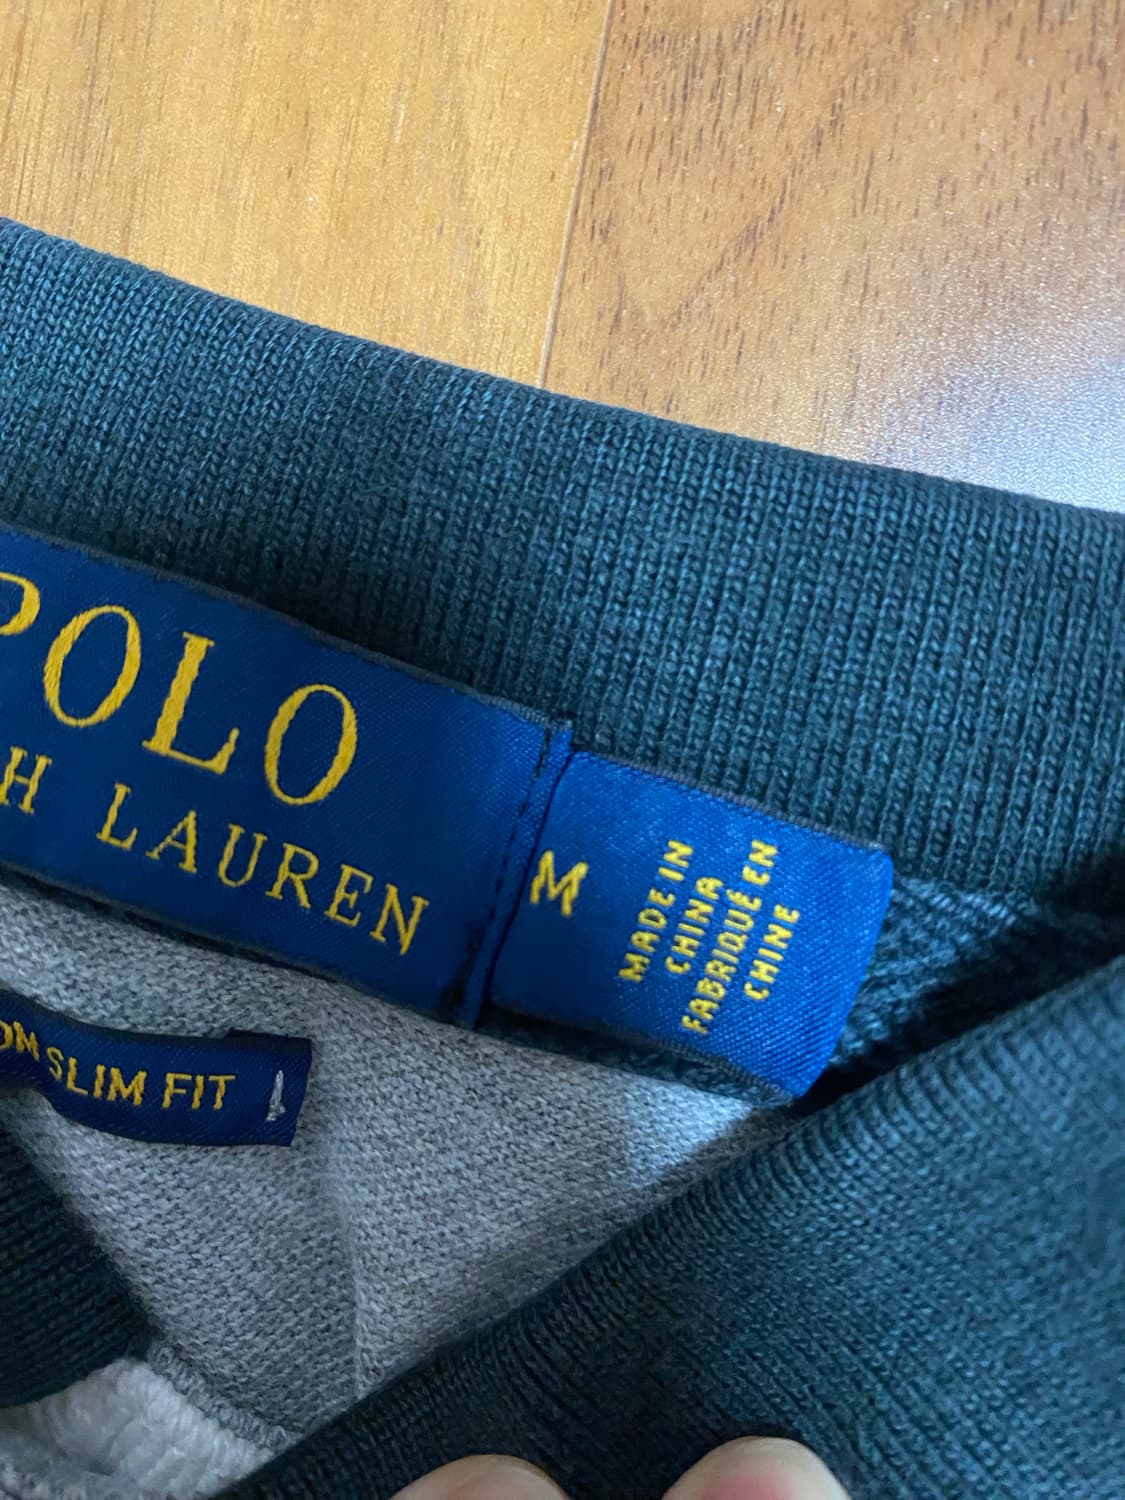 POLO
H LAUREN
M
MADE IN
CHINA
FABRIQUÉ EN
CHINE
OM SLIM FIT